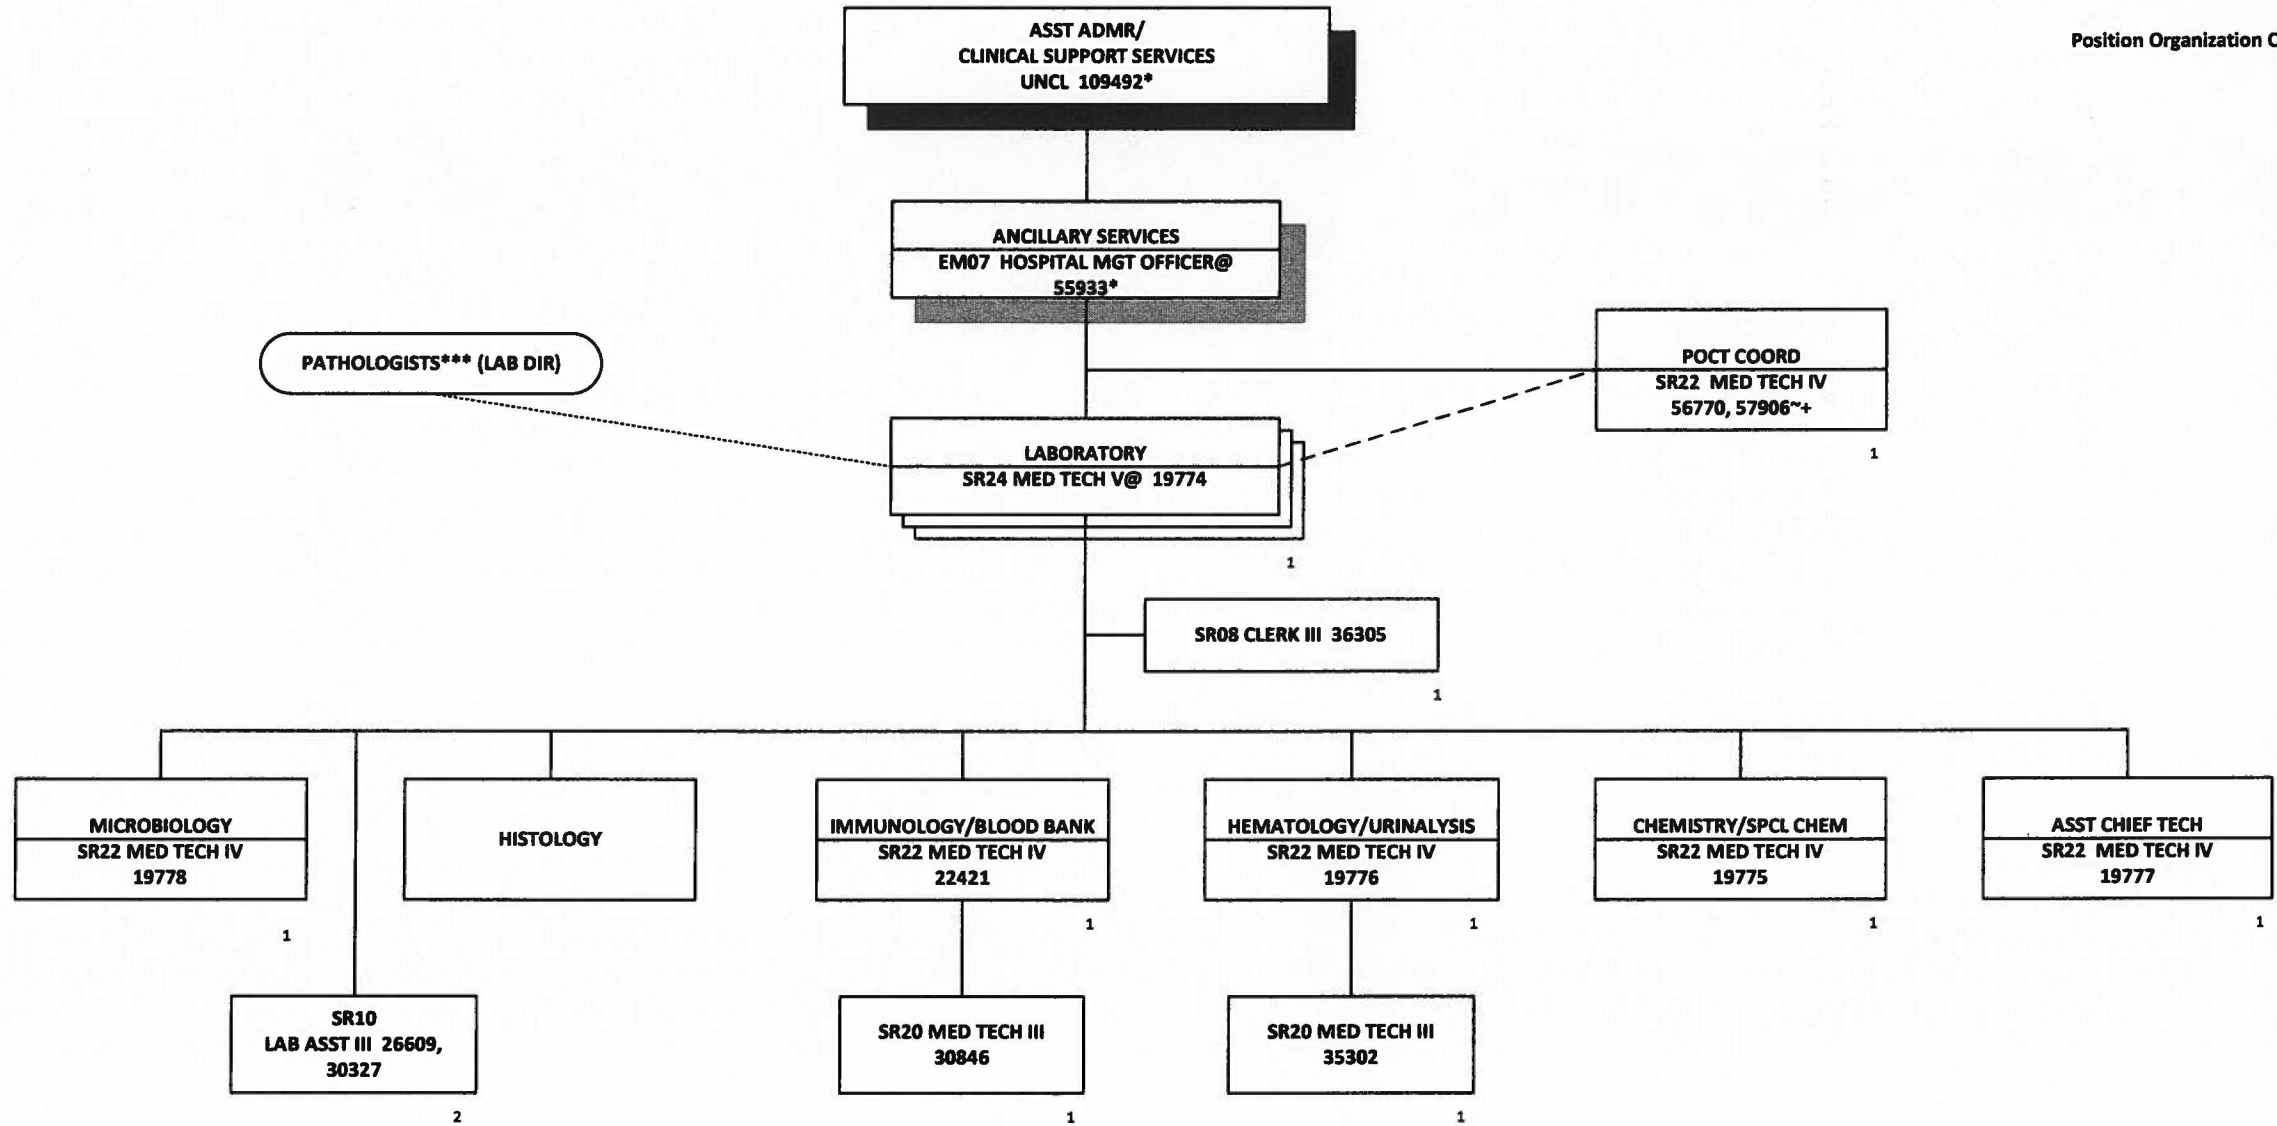 ASST ADMR/
CLINICAL SUPPORT SERVICES
UNCL 109492*
Position Organization C
ANCILLARY SERVICES
EM07 HOSPITAL MGT OFFICER@
55933*
PATHOLOGISTS*** (LAB DIR)
POCT COORD
SR22 MED TECH IV
56770, 57906~+
1
LABORATORY
SR24 MED TECH V@ 19774
1
SR08 CLERK III 36305
1
MICROBIOLOGY
SR22 MED TECH IV
19778
1
HISTOLOGY
IMMUNOLOGY/BLOOD BANK
SR22 MED TECH IV
22421
1
HEMATOLOGY/URINALYSIS
SR22 MED TECH IV
19776
1
CHEMISTRY/SPCL CHEM
SR22 MED TECH IV
19775
1
ASST CHIEF TECH
SR22 MED TECH IV
19777
1
SR10
LAB ASST III 26609,
30327
2
SR20 MED TECH III
30846
1
SR20 MED TECH III
35302
1